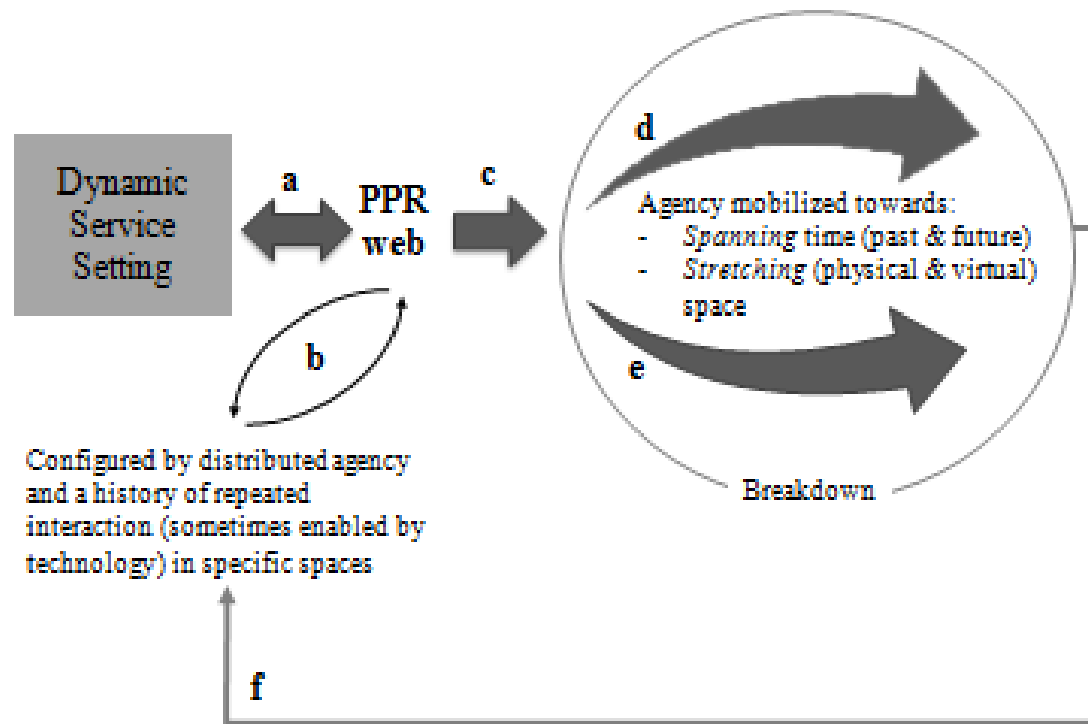 Dynamic
Service
Setting
a
PPR
web
c
b
d
Agency mobilized towards:
- Spanning time (past & future)
- Stretching (physical & virtual)
space
e
Breakdown
Configured by distributed agency
and a history of repeated
interaction (sometimes enabled by
technology) in specific spaces
f